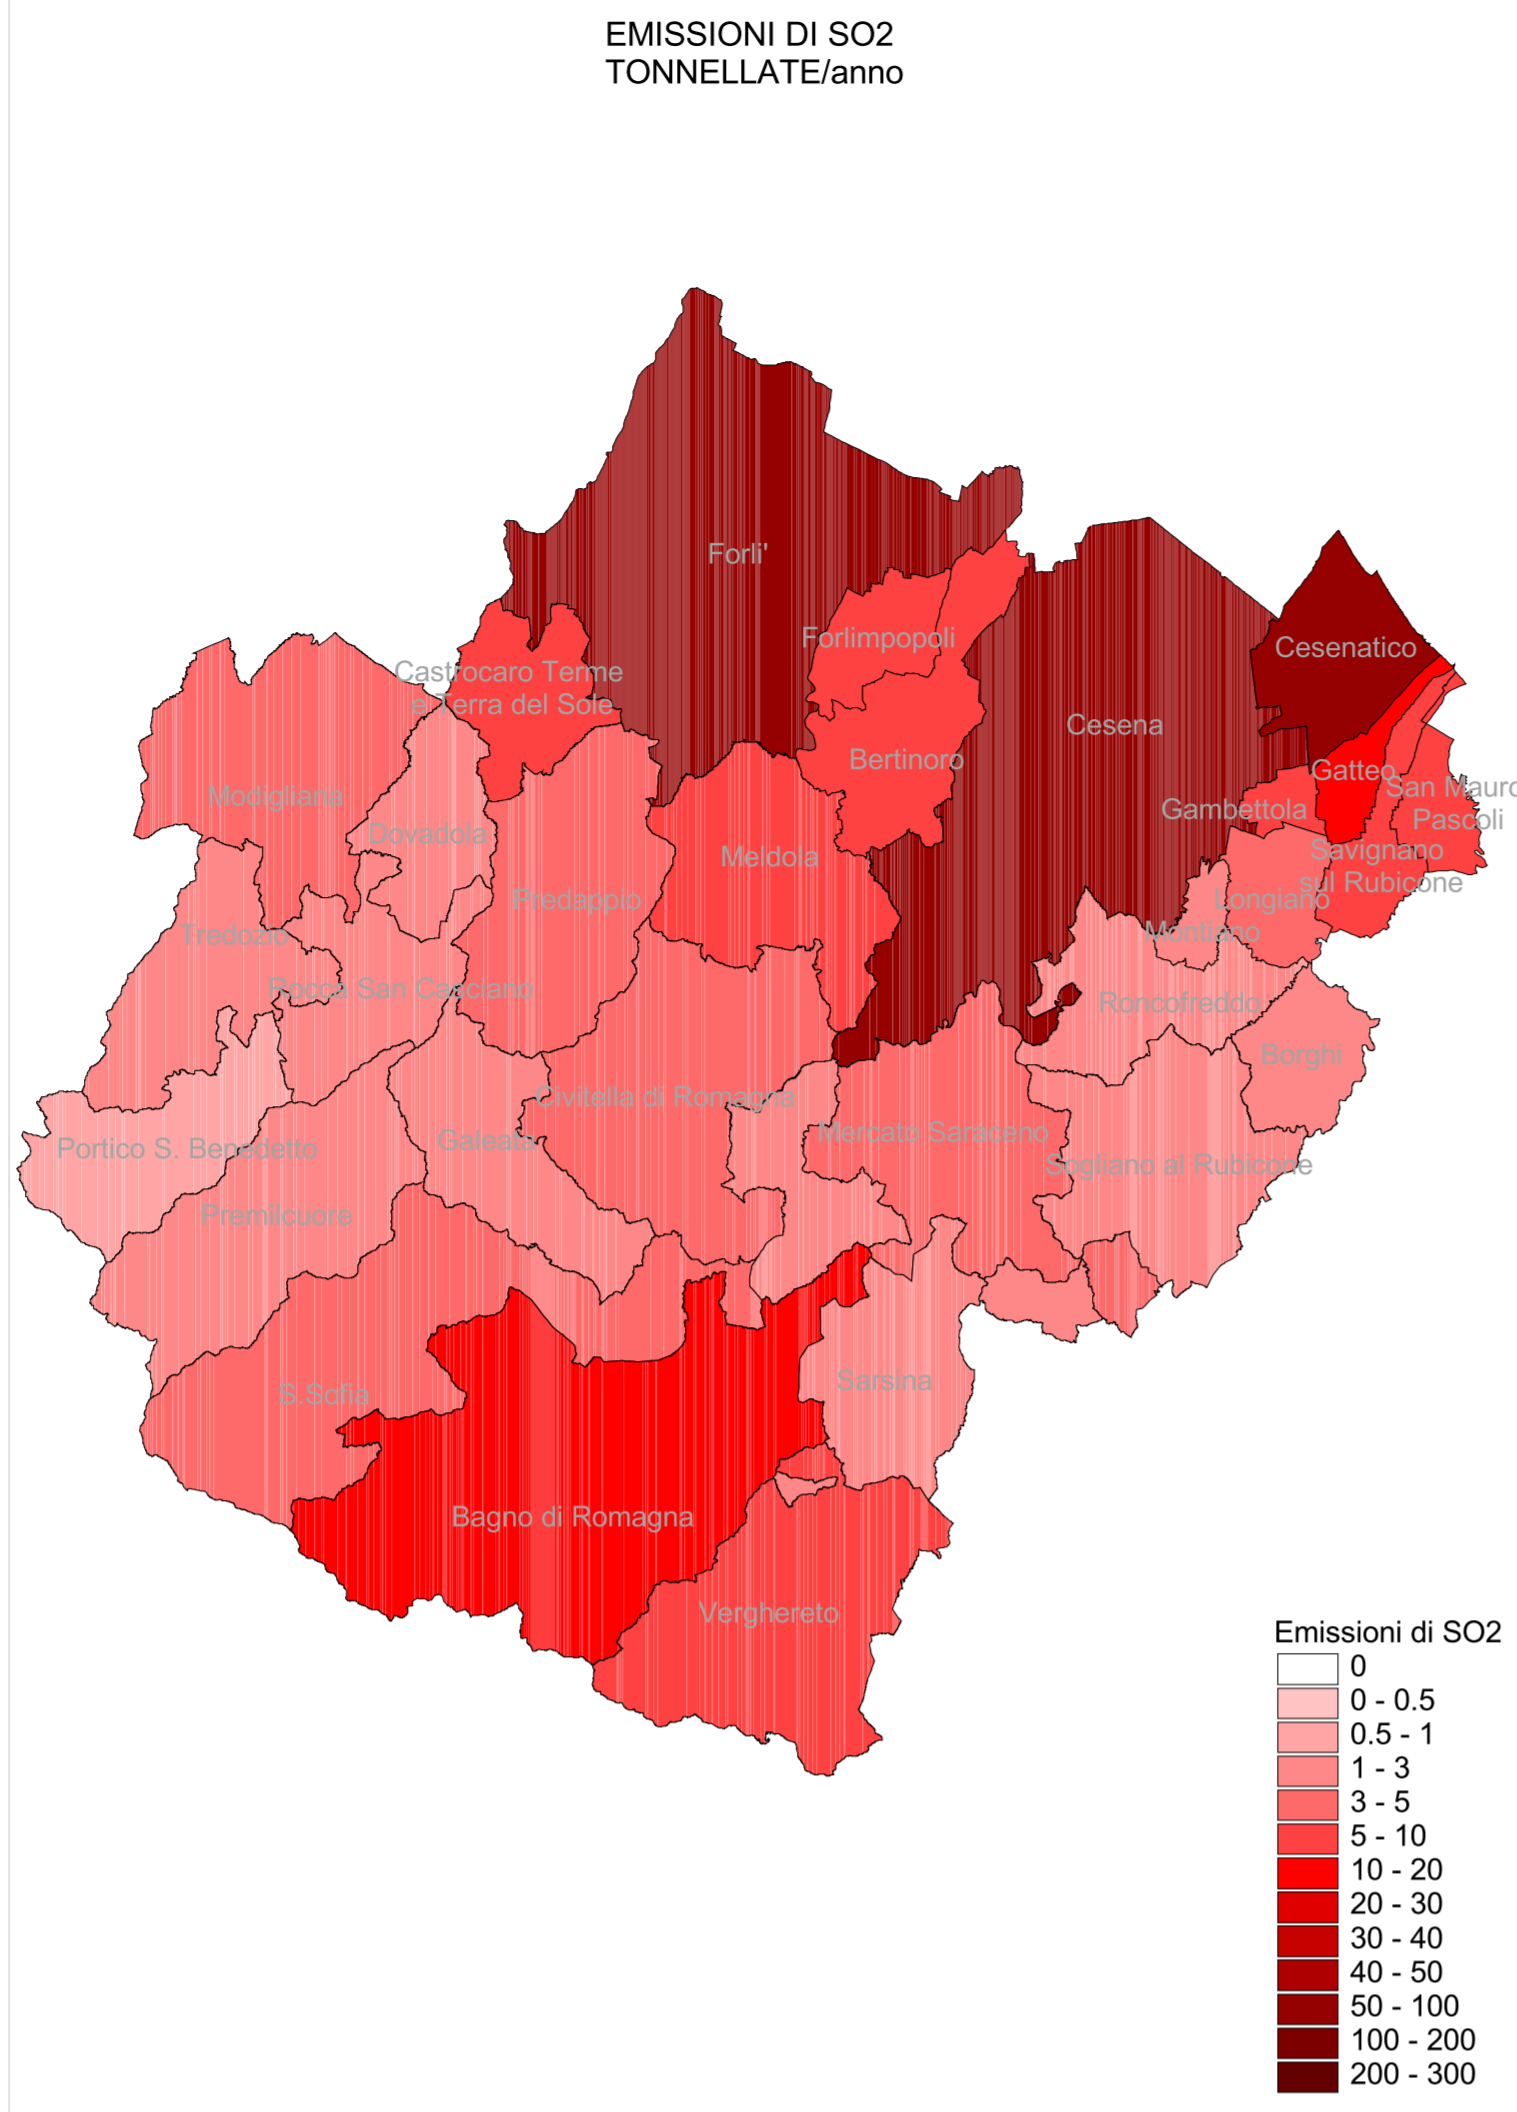 EMISSIONI DI SO2
TONNELLATE/anno
Forli'
Forlimpopoli
Cesenatico
Castrocaro Terme
e Terra del Sole
Cesena
Bertinoro
Gatteo
San Mauro
Pascoli
Modigliana
Gambettola
Dovadola
Meldola
Savignano
sul Rubicone
Predappio
Longiano
Tredozio
Montiano
Rocca San Casciano
Roncofreddo
Borghi
Civitella di Romagna
Portico S. Benedetto
Galeata
Mercato Saraceno
Sogliano al Rubicone
Premilcuore
Sarsina
S.Sofia
Bagno di Romagna
Verghereto
Emissioni di SO2
0
0 - 0.5
0.5 - 1
1 - 3
3 - 5
5 - 10
10 - 20
20 - 30
30 - 40
40 - 50
50 - 100
100 - 200
200 - 300